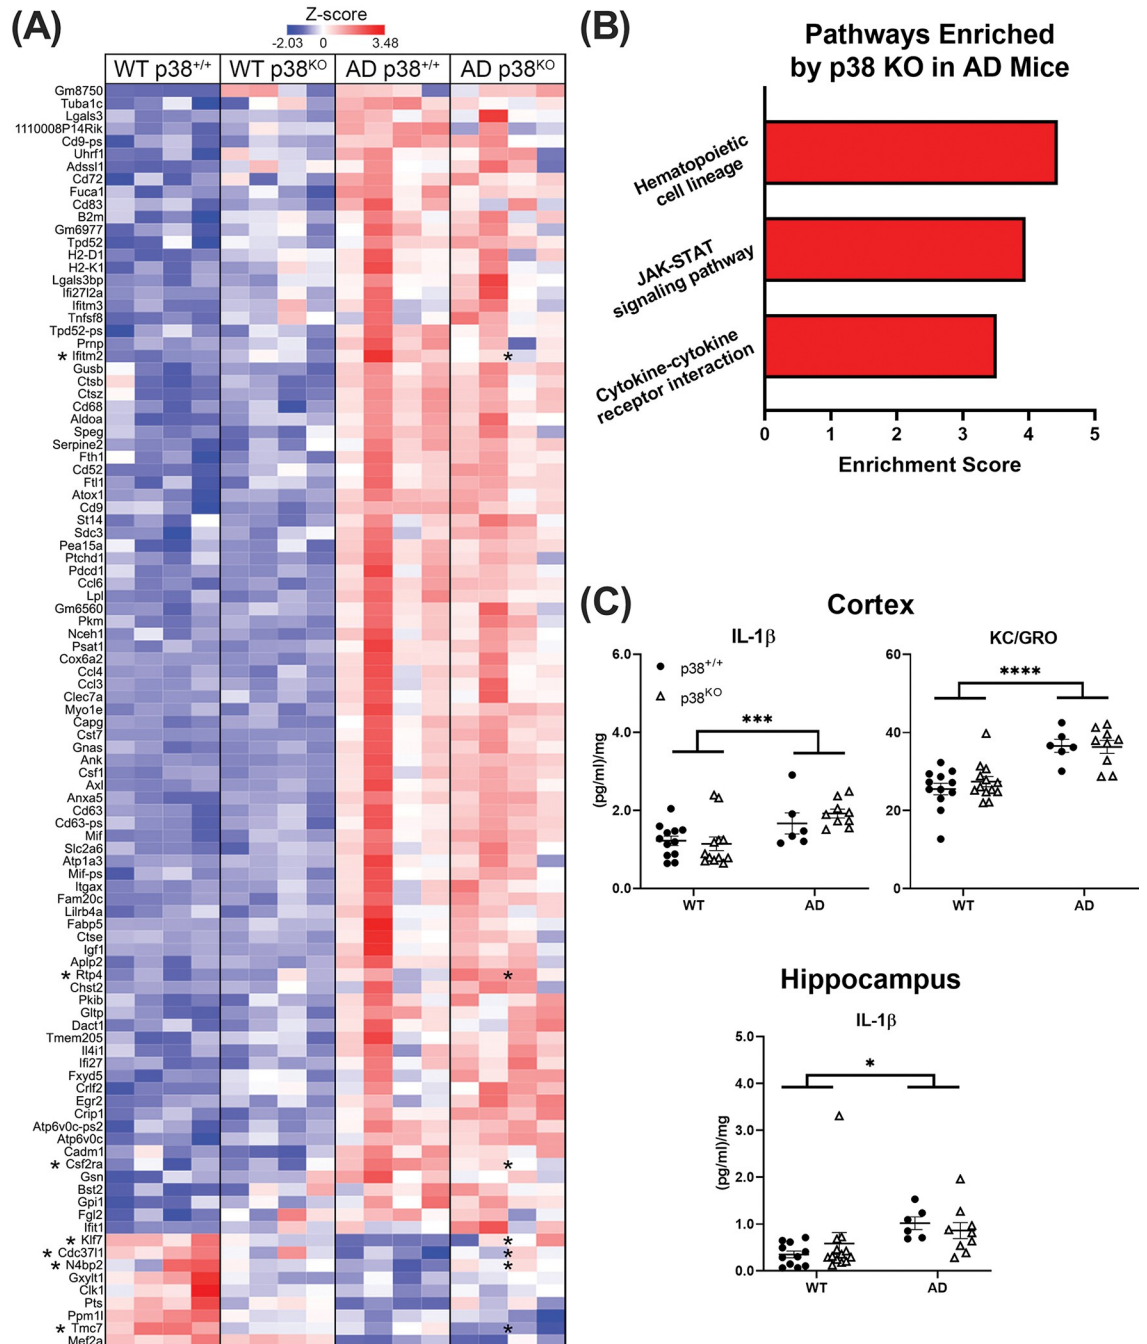 (A)
Z-score
-2.03 0 3.48
WT p38+/+ WT p38KO AD p38+/+ AD p38KO
Gm8750
Tuba1c
Lgals3
1110008P14Rik
Cd9-ps
Uhrf1
Adssl1
Cd72
Fuca1
Cd83
B2m
Gm6977
Tpd52
H2-D1
H2-K1
Lgals3bp
Ifi27l2a
Ifitm3
Tnfsf8
Tpd52-ps
Prnp
* Ifitm2 *
Gusb
Ctsb
Ctsz
Cd68
Aldoa
Speg
Serpine2
Fth1
Cd52
Ftl1
Atox1
Cd9
St14
Sdc3
Pea15a
Ptchd1
Pdcd1
Ccl6
Lpl
Gm6560
Pkm
Nceh1
Psat1
Cox6a2
Ccl4
Ccl3
Clec7a
Myo1e
Capg
Cst7
Gnas
Ank
Csf1
Axl
Anxa5
Cd63
Cd63-ps
Mif
Slc2a6
Atp1a3
Mif-ps
Itgax
Fam20c
Lilrb4a
Fabp5
Ctse
Igf1
Aplp2
* Rtp4 *
Chst2
Pkib
Gltp
Dact1
Tmem205
Il4i1
Ifi27
Fxyd5
Crlf2
Egr2
Crip1
Atp6v0c-ps2
Atp6v0c
Cadm1
* Csf2ra *
Gsn
Bst2
Gpi1
Fgl2
Ifit1
* Klf7 *
* Cdc37l1 *
* N4bp2 *
Gxylt1
Clk1
Pts
Ppm1l
* Tmc7 *
Mef2a
(B)
Pathways Enriched
by p38 KO in AD Mice
Hematopoietic
cell lineage
JAK-STAT
signaling pathway
Cytokine-cytokine
receptor interaction
0 1 2 3 4 5
Enrichment Score
(C)
Cortex
IL-1β
p38+/+
p38KO
***
6.0
4.0
2.0
0.0
(pg/ml)/mg
WT AD
KC/GRO
****
60
40
20
0
WT AD
Hippocampus
IL-1β
*
5.0
4.0
3.0
2.0
1.0
0.0
(pg/ml)/mg
WT AD